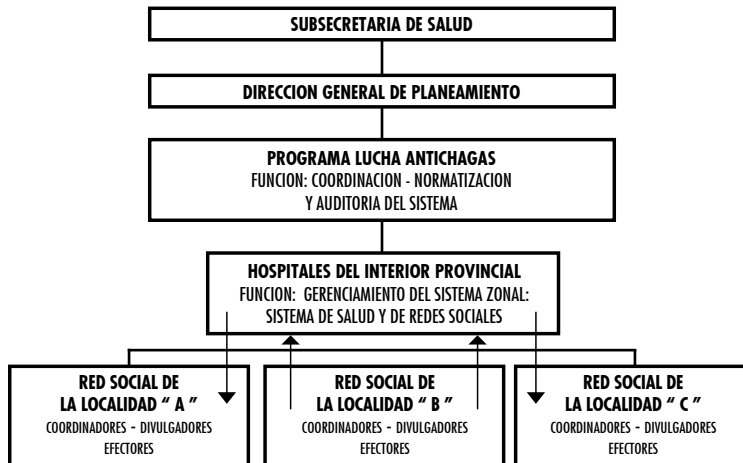 SUBSECRETARIA DE SALUD
DIRECCION GENERAL DE PLANEAMIENTO
PROGRAMA LUCHA ANTICHAGAS
FUNCION: COORDINACION - NORMATIZACION
Y AUDITORIA DEL SISTEMA
HOSPITALES DEL INTERIOR PROVINCIAL
FUNCION: GERENCIAMIENTO DEL SISTEMA ZONAL:
SISTEMA DE SALUD Y DE REDES SOCIALES
RED SOCIAL DE
LA LOCALIDAD " A "
COORDINADORES - DIVULGADORES
EFECTORES
RED SOCIAL DE
LA LOCALIDAD " B "
COORDINADORES - DIVULGADORES
EFECTORES
RED SOCIAL DE
LA LOCALIDAD " C "
COORDINADORES - DIVULGADORES
EFECTORES